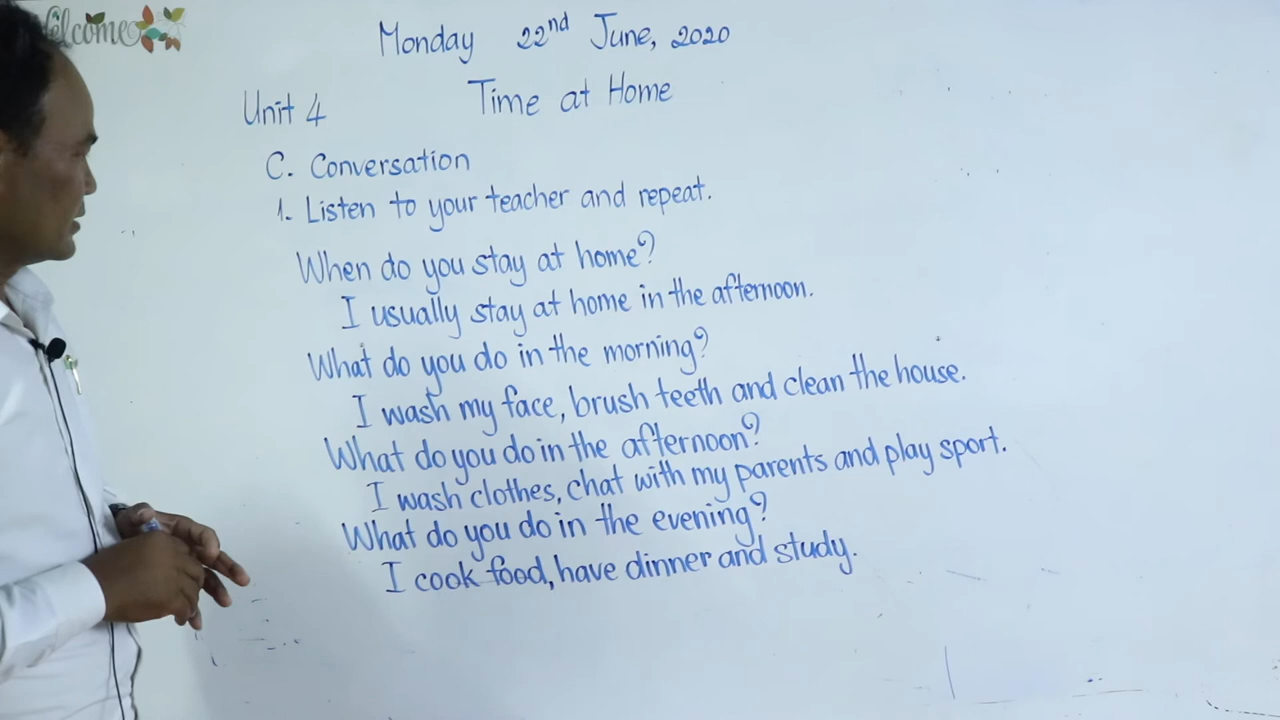 Welcome
Monday 22nd June, 2020
Unit 4 Time at Home
C. Conversation
1. Listen to your teacher and repeat.
When do you stay at home?
I usually stay at home in the afternoon.
What do you do in the morning?
I wash my face, brush teeth and clean the house.
What do you do in the afternoon?
I wash clothes, chat with my parents and play sport.
What do you do in the evening?
I cook food, have dinner and study.